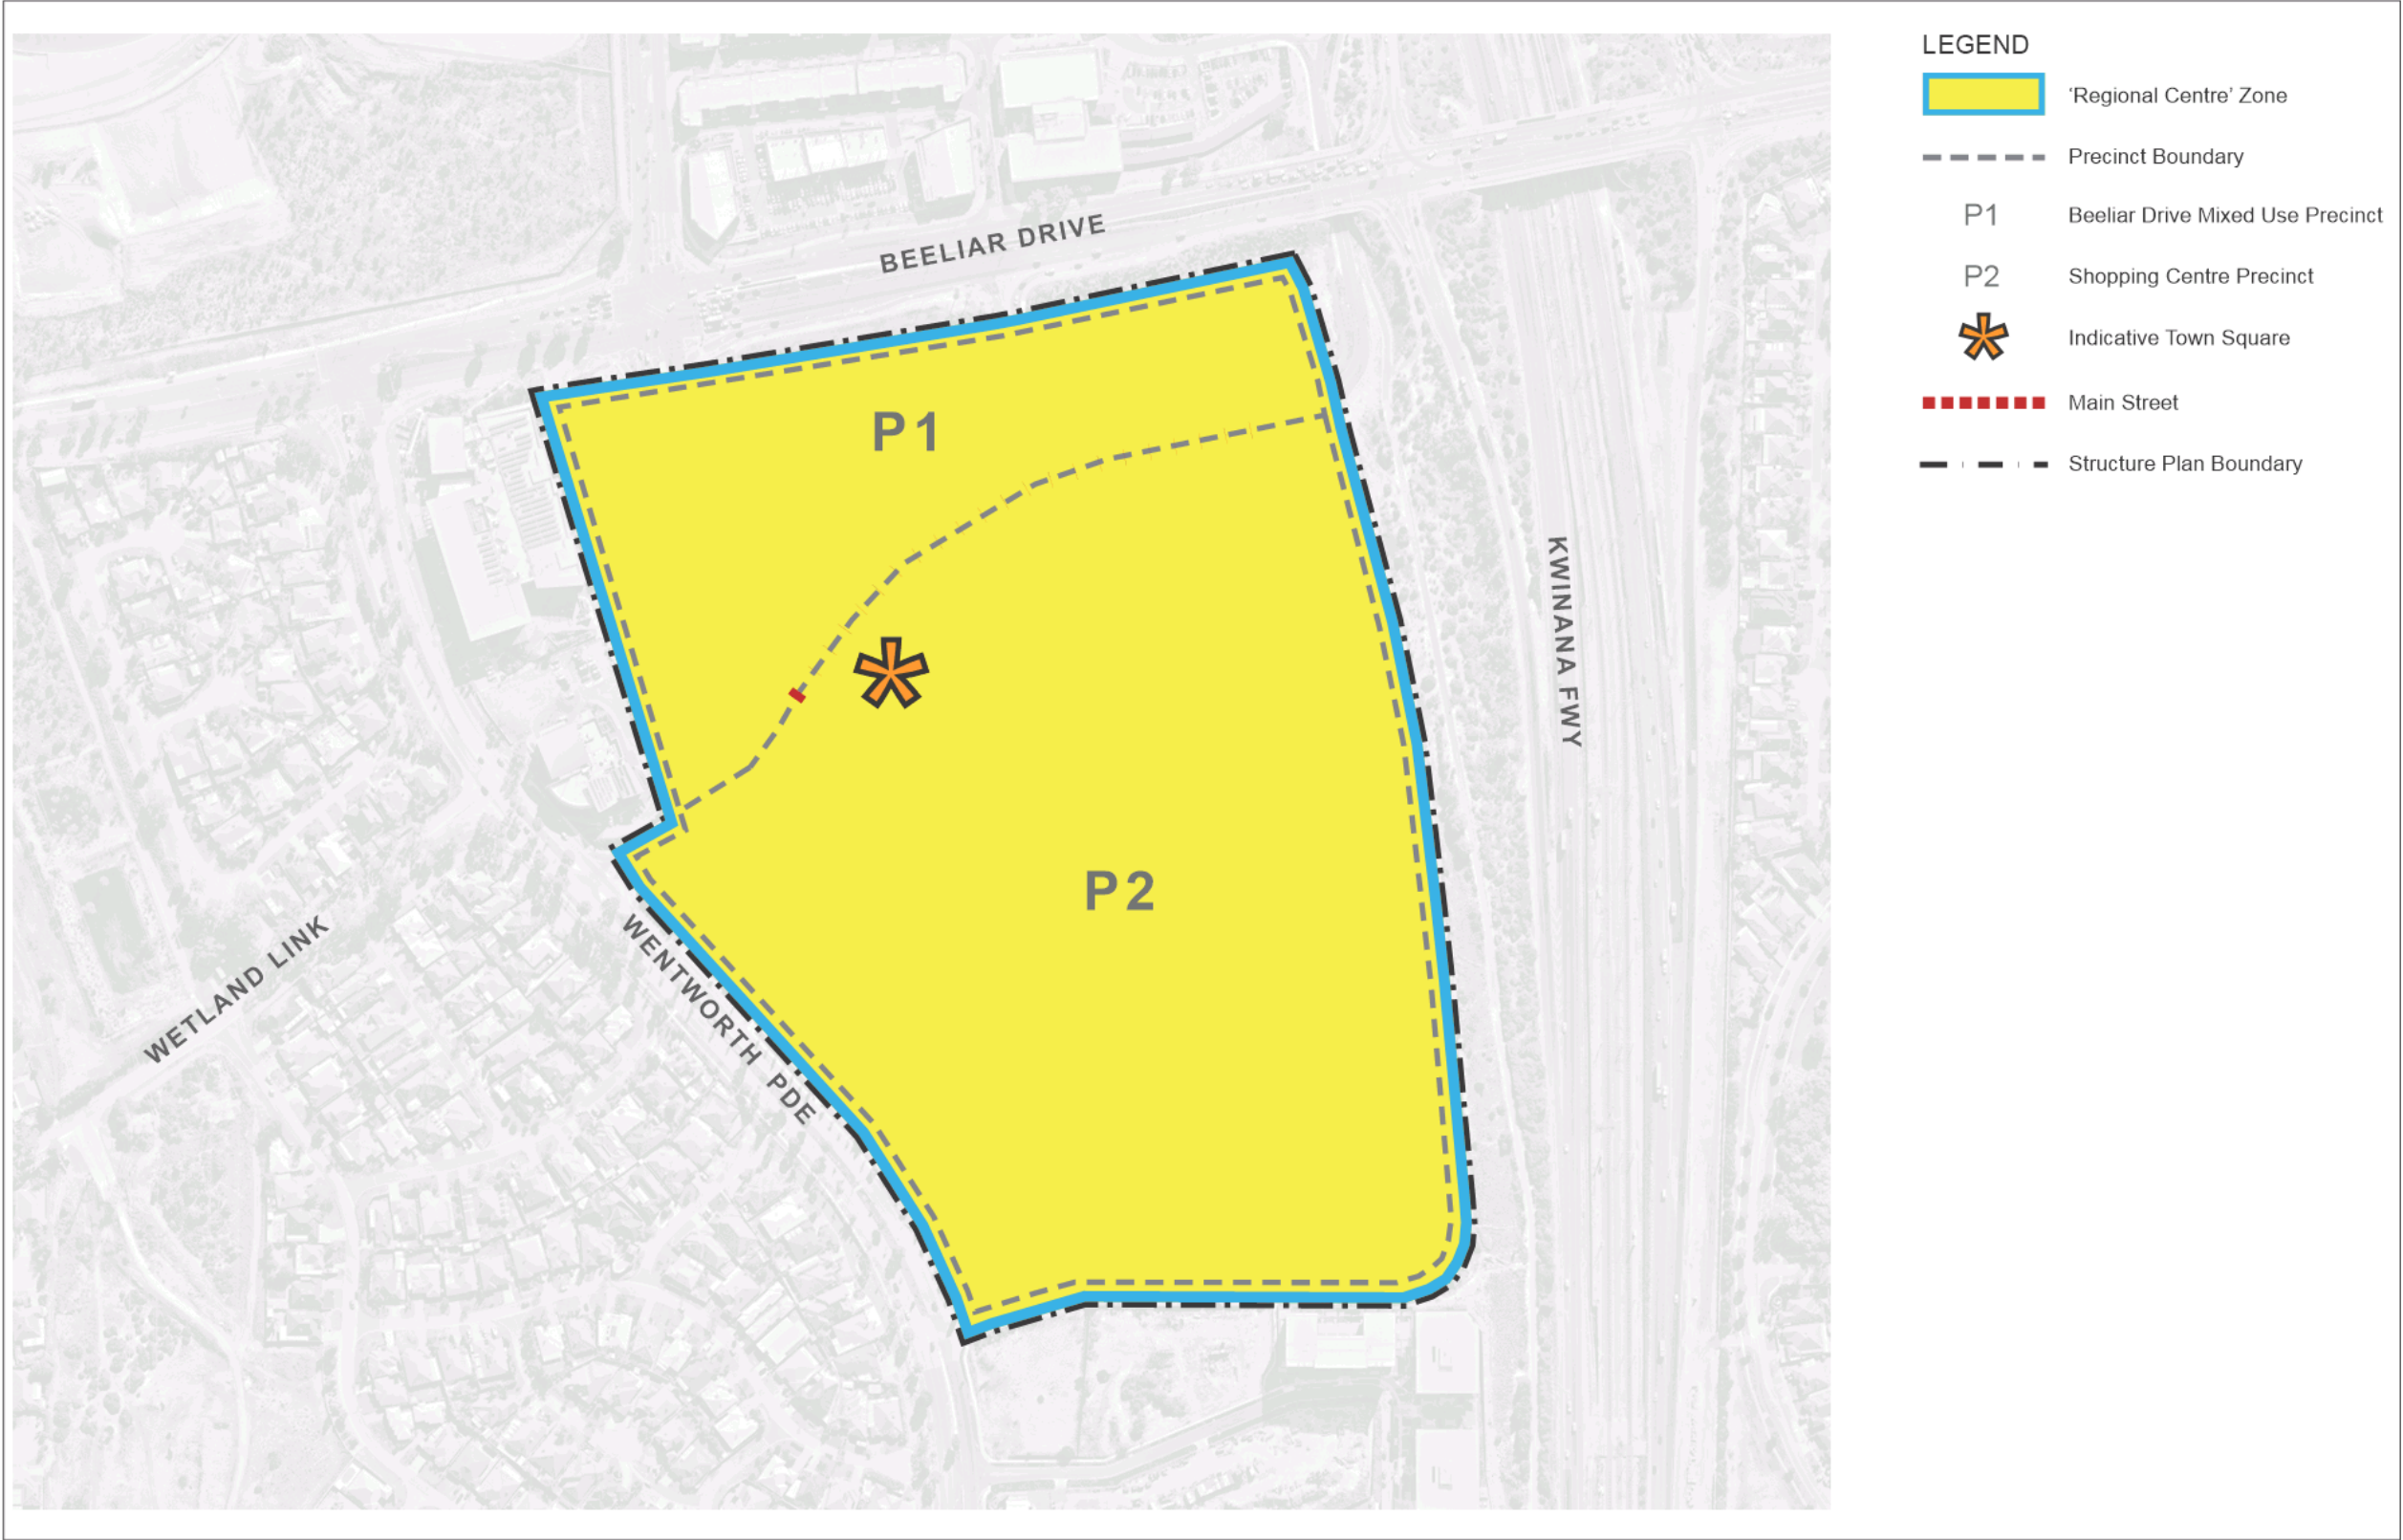 LEGEND
‘Regional Centre’ Zone
Precinct Boundary
P1 Beeliar Drive Mixed Use Precinct
P2 Shopping Centre Precinct
Indicative Town Square
Main Street
Structure Plan Boundary
BEELIAR DRIVE
P1
KWINANA FWY
P2
WETLAND LINK
WENTWORTH PDE